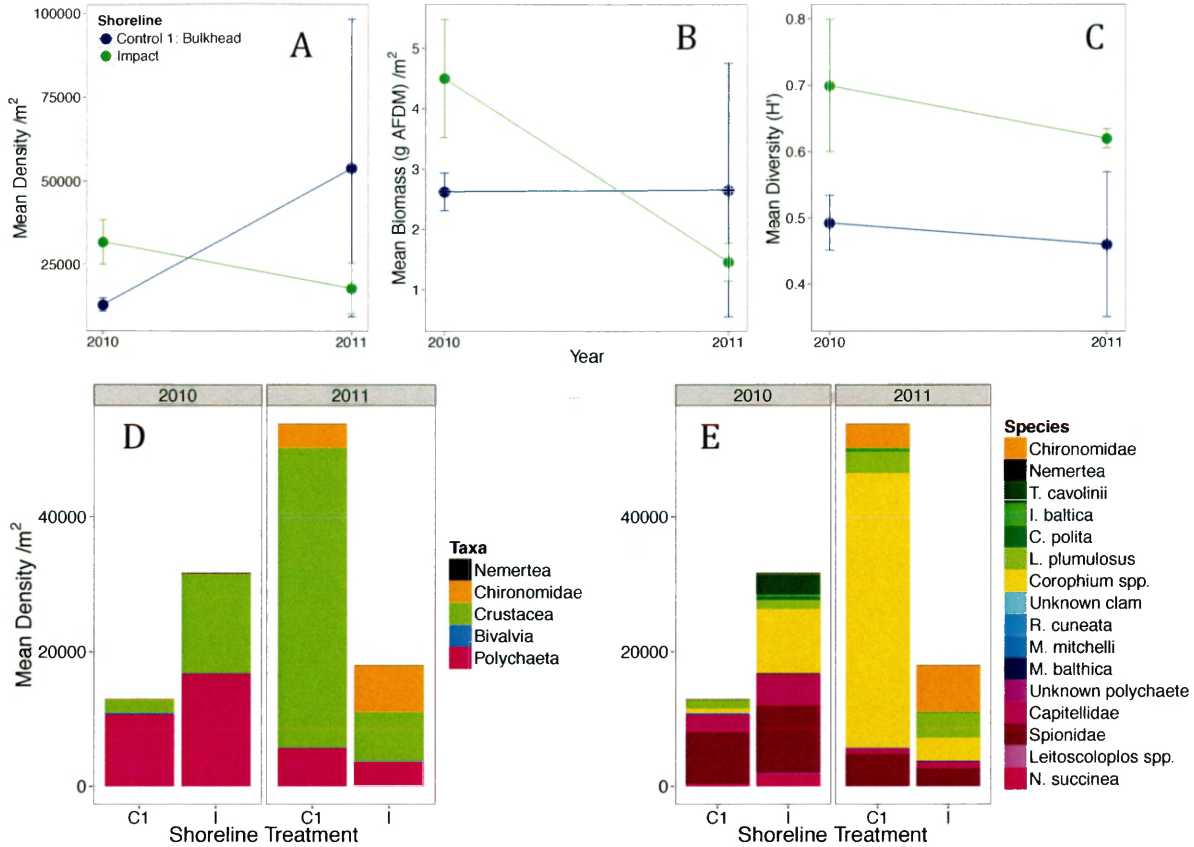 Shoreline
Control 1: Bulkhead
Impact
A
Mean Density /m²
100000
75000
50000
25000
2010
2011
B
Mean Biomass (g AFDM) /m²
5
4
3
2
1
2010
2011
Year
C
Mean Diversity (H')
0.8
0.7
0.6
0.5
0.4
2010
2011
2010
2011
D
Mean Density /m²
40000
20000
0
C1
I
C1
I
Shoreline Treatment
Taxa
Nemertea
Chironomidae
Crustacea
Bivalvia
Polychaeta
2010
2011
E
40000
20000
0
C1
I
C1
I
Shoreline Treatment
Species
Chironomidae
Nemertea
T. cavolinii
I. baltica
C. polita
L. plumulosus
Corophium spp.
Unknown clam
R. cuneata
M. mitchelli
M. balthica
Unknown polychaete
Capitellidae
Spionidae
Leitoscoloplos spp.
N. succinea